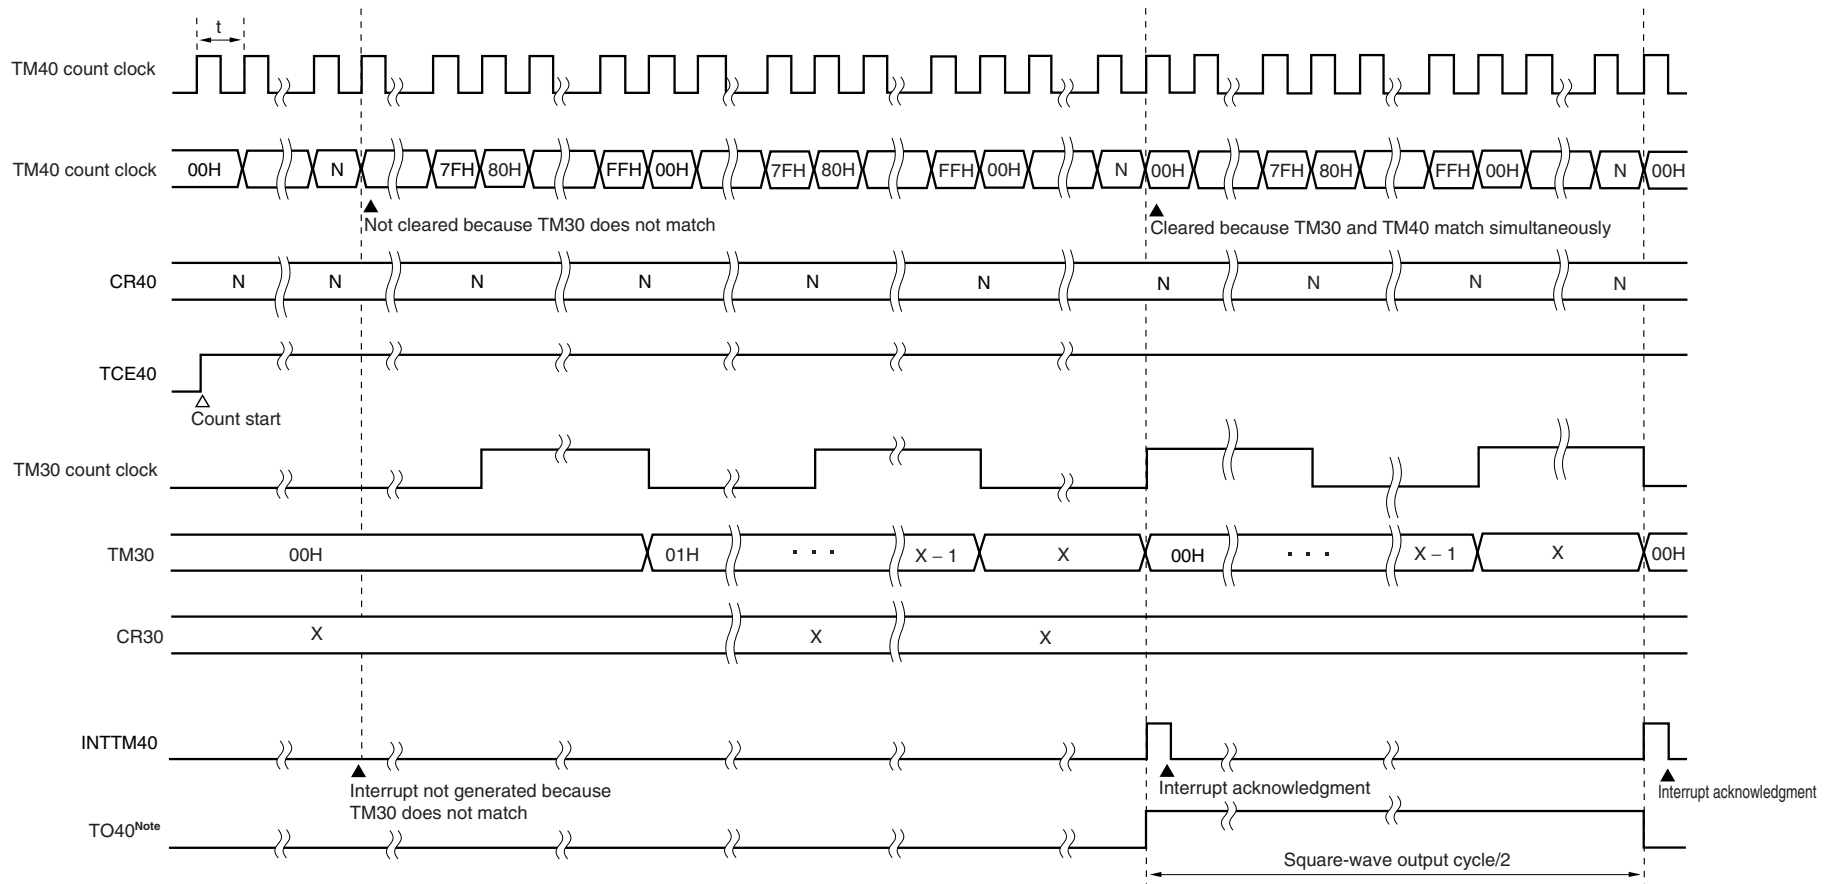 t
TM40 count clock
TM40 count clock 00H N 7FH 80H FFH 00H 7FH 80H FFH 00H N 00H 7FH 80H FFH 00H N 00H
Not cleared because TM30 does not match
Cleared because TM30 and TM40 match simultaneously
CR40 N N N N N N N N N N
TCE40
Count start
TM30 count clock
TM30 00H 01H · · · X – 1 X 00H · · · X – 1 X 00H
CR30 X X X
INTTM40
Interrupt not generated because
TM30 does not match
Interrupt acknowledgment
Interrupt acknowledgment
TO40Note
Square-wave output cycle/2